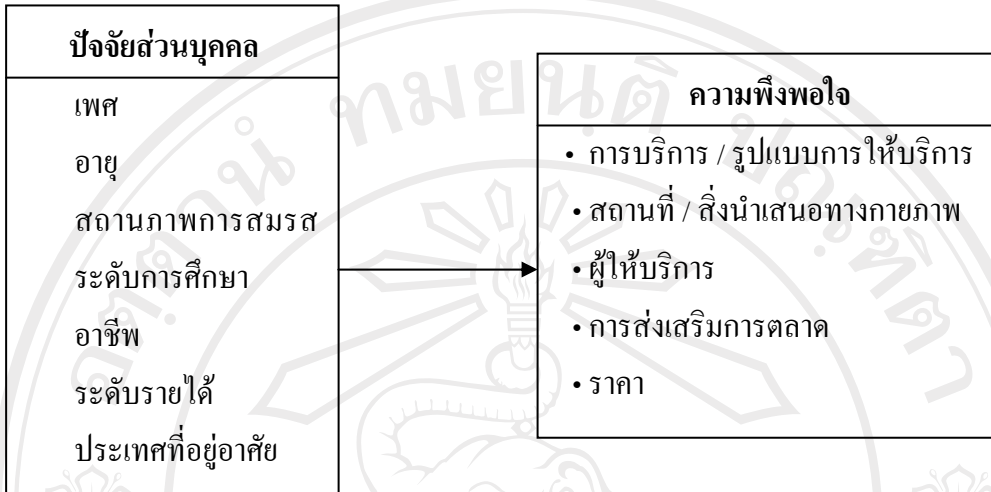 ปัจจัยส่วนบุคคล
เพศ
อายุ
สถานภาพการสมรส
ระดับการศึกษา
อาชีพ
ระดับรายได้
ประเทศที่อยู่อาศัย
ความพึงพอใจ
• การบริการ / รูปแบบการให้บริการ
• สถานที่ / สิ่งนำเสนอทางกายภาพ
• ผู้ให้บริการ
• การส่งเสริมการตลาด
• ราคา